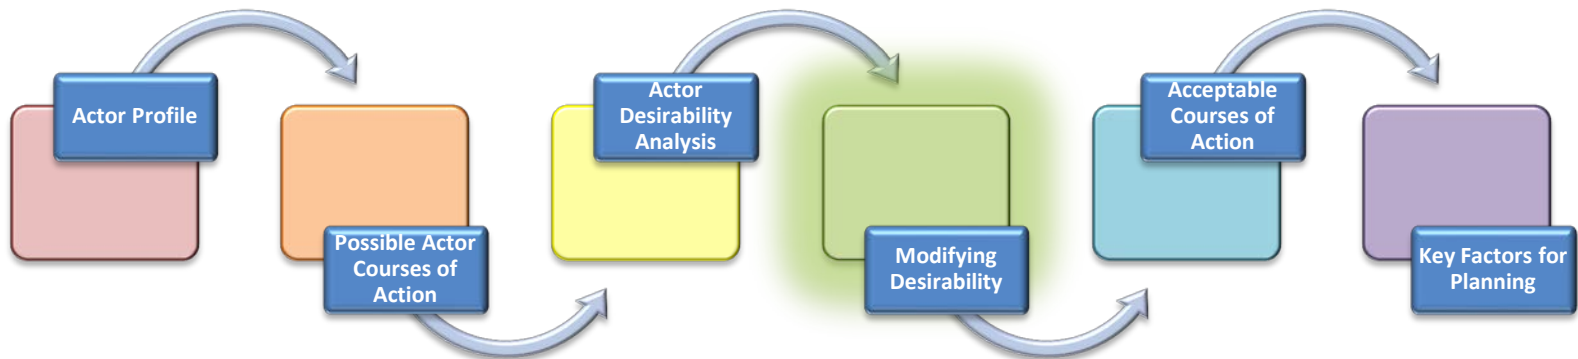 Actor Profile
Possible Actor
Courses of
Action
Actor
Desirability
Analysis
Modifying
Desirability
Acceptable
Courses of
Action
Key Factors for
Planning